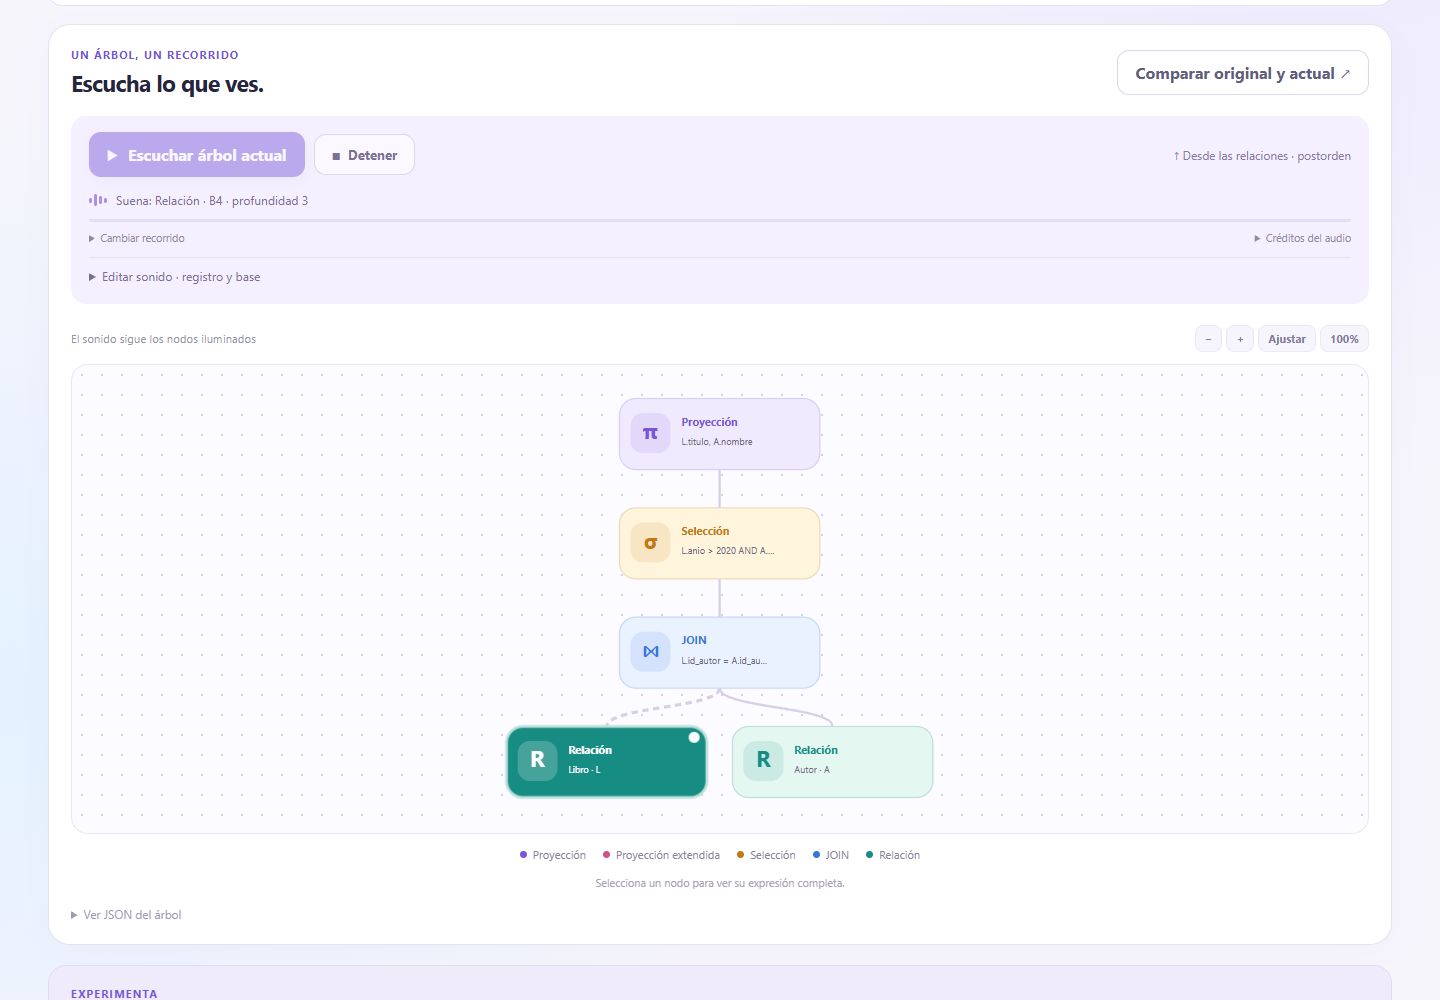 UN ÁRBOL, UN RECORRIDO
Escucha lo que ves.
Comparar original y actual ↗
▶ Escuchar árbol actual
■ Detener
↑ Desde las relaciones · postorden
Suena: Relación · B4 · profundidad 3
▶ Cambiar recorrido
▶ Créditos del audio
▶ Editar sonido · registro y base
El sonido sigue los nodos iluminados
−
+
Ajustar
100%
π
Proyección
L.titulo, A.nombre
σ
Selección
L.anio > 2020 AND A....
⋈
JOIN
L.id_autor = A.id_au...
R
Relación
Libro · L
R
Relación
Autor · A
Proyección
Proyección extendida
Selección
JOIN
Relación
Selecciona un nodo para ver su expresión completa.
▶ Ver JSON del árbol
EXPERIMENTA